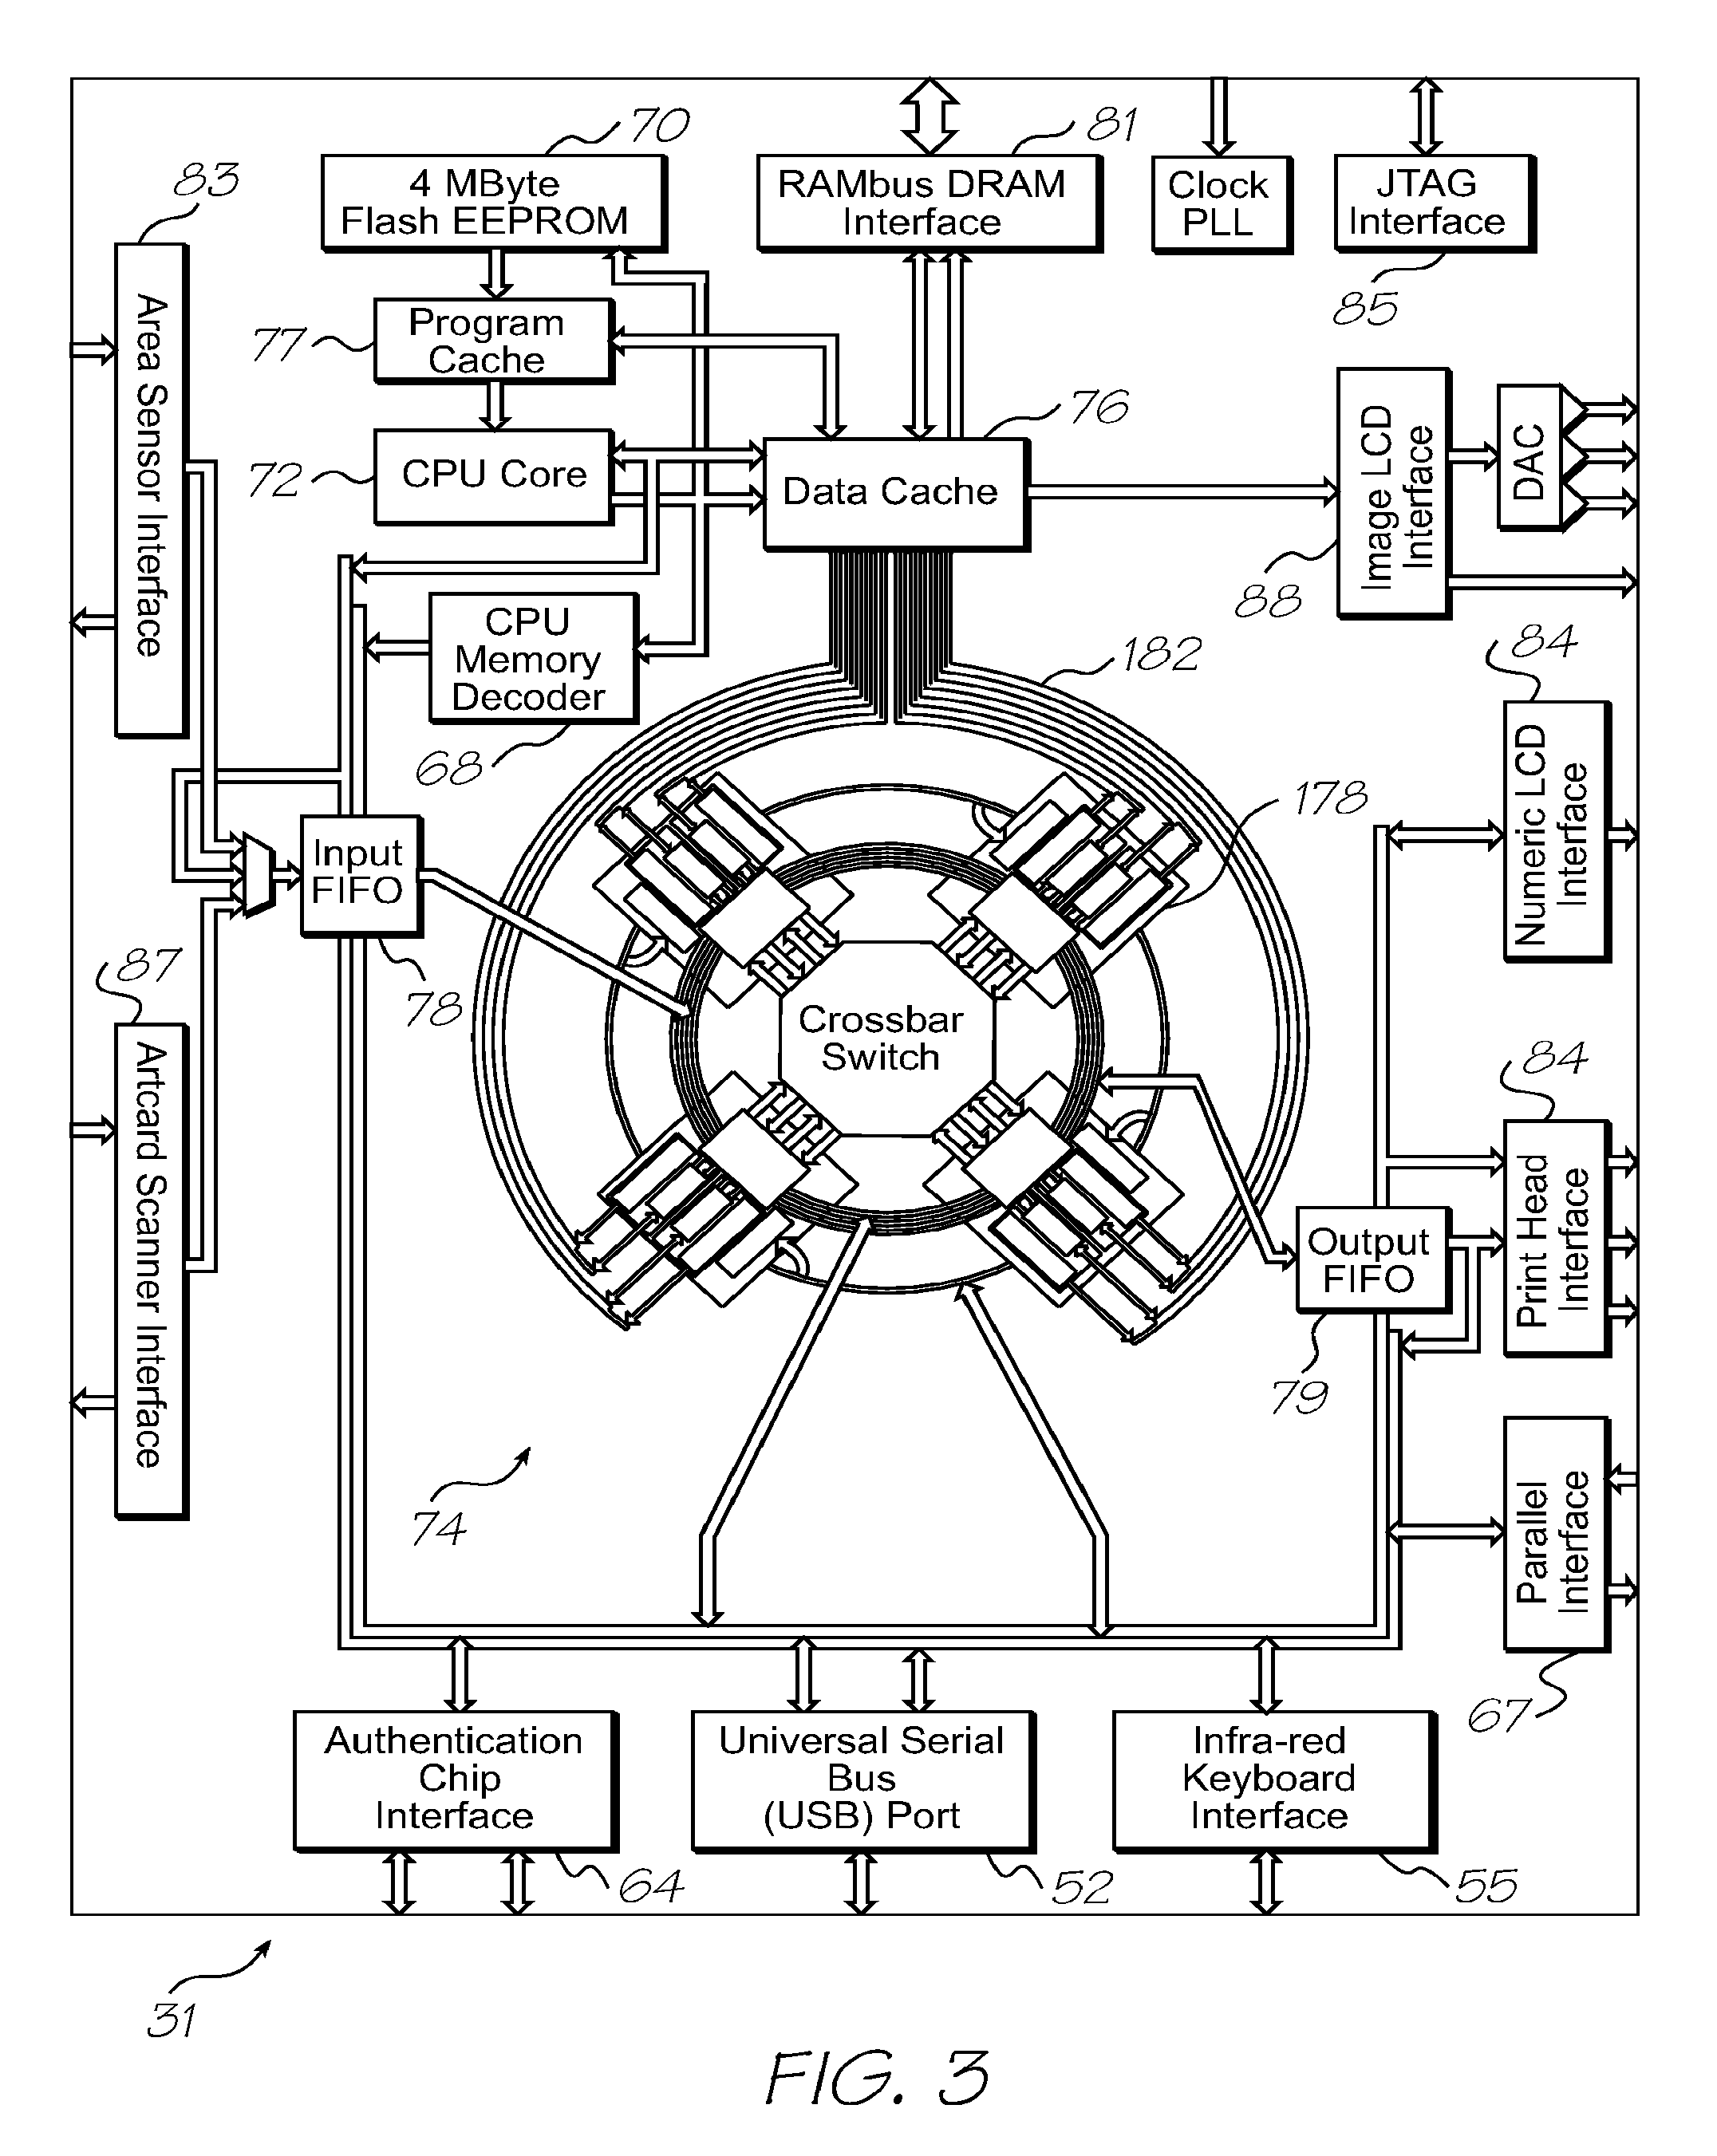 70
81
83
4 MByte
Flash EEPROM
RAMbus DRAM
Interface
Clock
PLL
JTAG
Interface
85
Area Sensor Interface
77
Program
Cache
76
72
CPU Core
Data Cache
Image LCD
Interface
DAC
88
CPU
Memory
Decoder
68
182
84
Numeric LCD
Interface
178
Input
FIFO
78
87
Artcard Scanner Interface
Crossbar
Switch
84
Print Head
Interface
Output
FIFO
79
74
Parallel
Interface
67
Authentication
Chip
Interface
64
Universal Serial
Bus
(USB) Port
52
Infra-red
Keyboard
Interface
55
31
FIG. 3